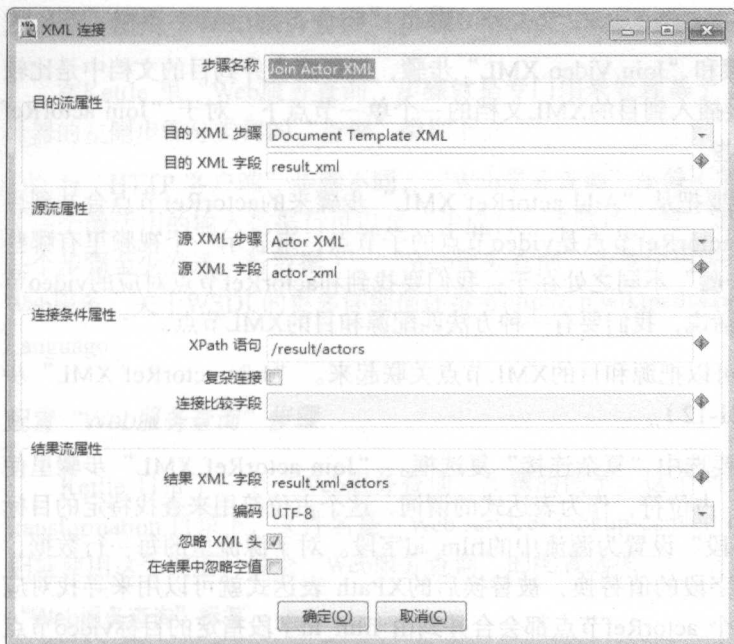 XML 连接
步骤名称 Join Actor XML
目的流属性
目的 XML 步骤 Document Template XML
目的 XML 字段 result_xml
源流属性
源 XML 步骤 Actor XML
源 XML 字段 actor_xml
连接条件属性
XPath 语句 /result/actors
复杂连接
连接比较字段
结果流属性
结果 XML 字段 result_xml_actors
编码 UTF-8
忽略 XML 头
在结果中忽略空值
确定(O) 取消(C)